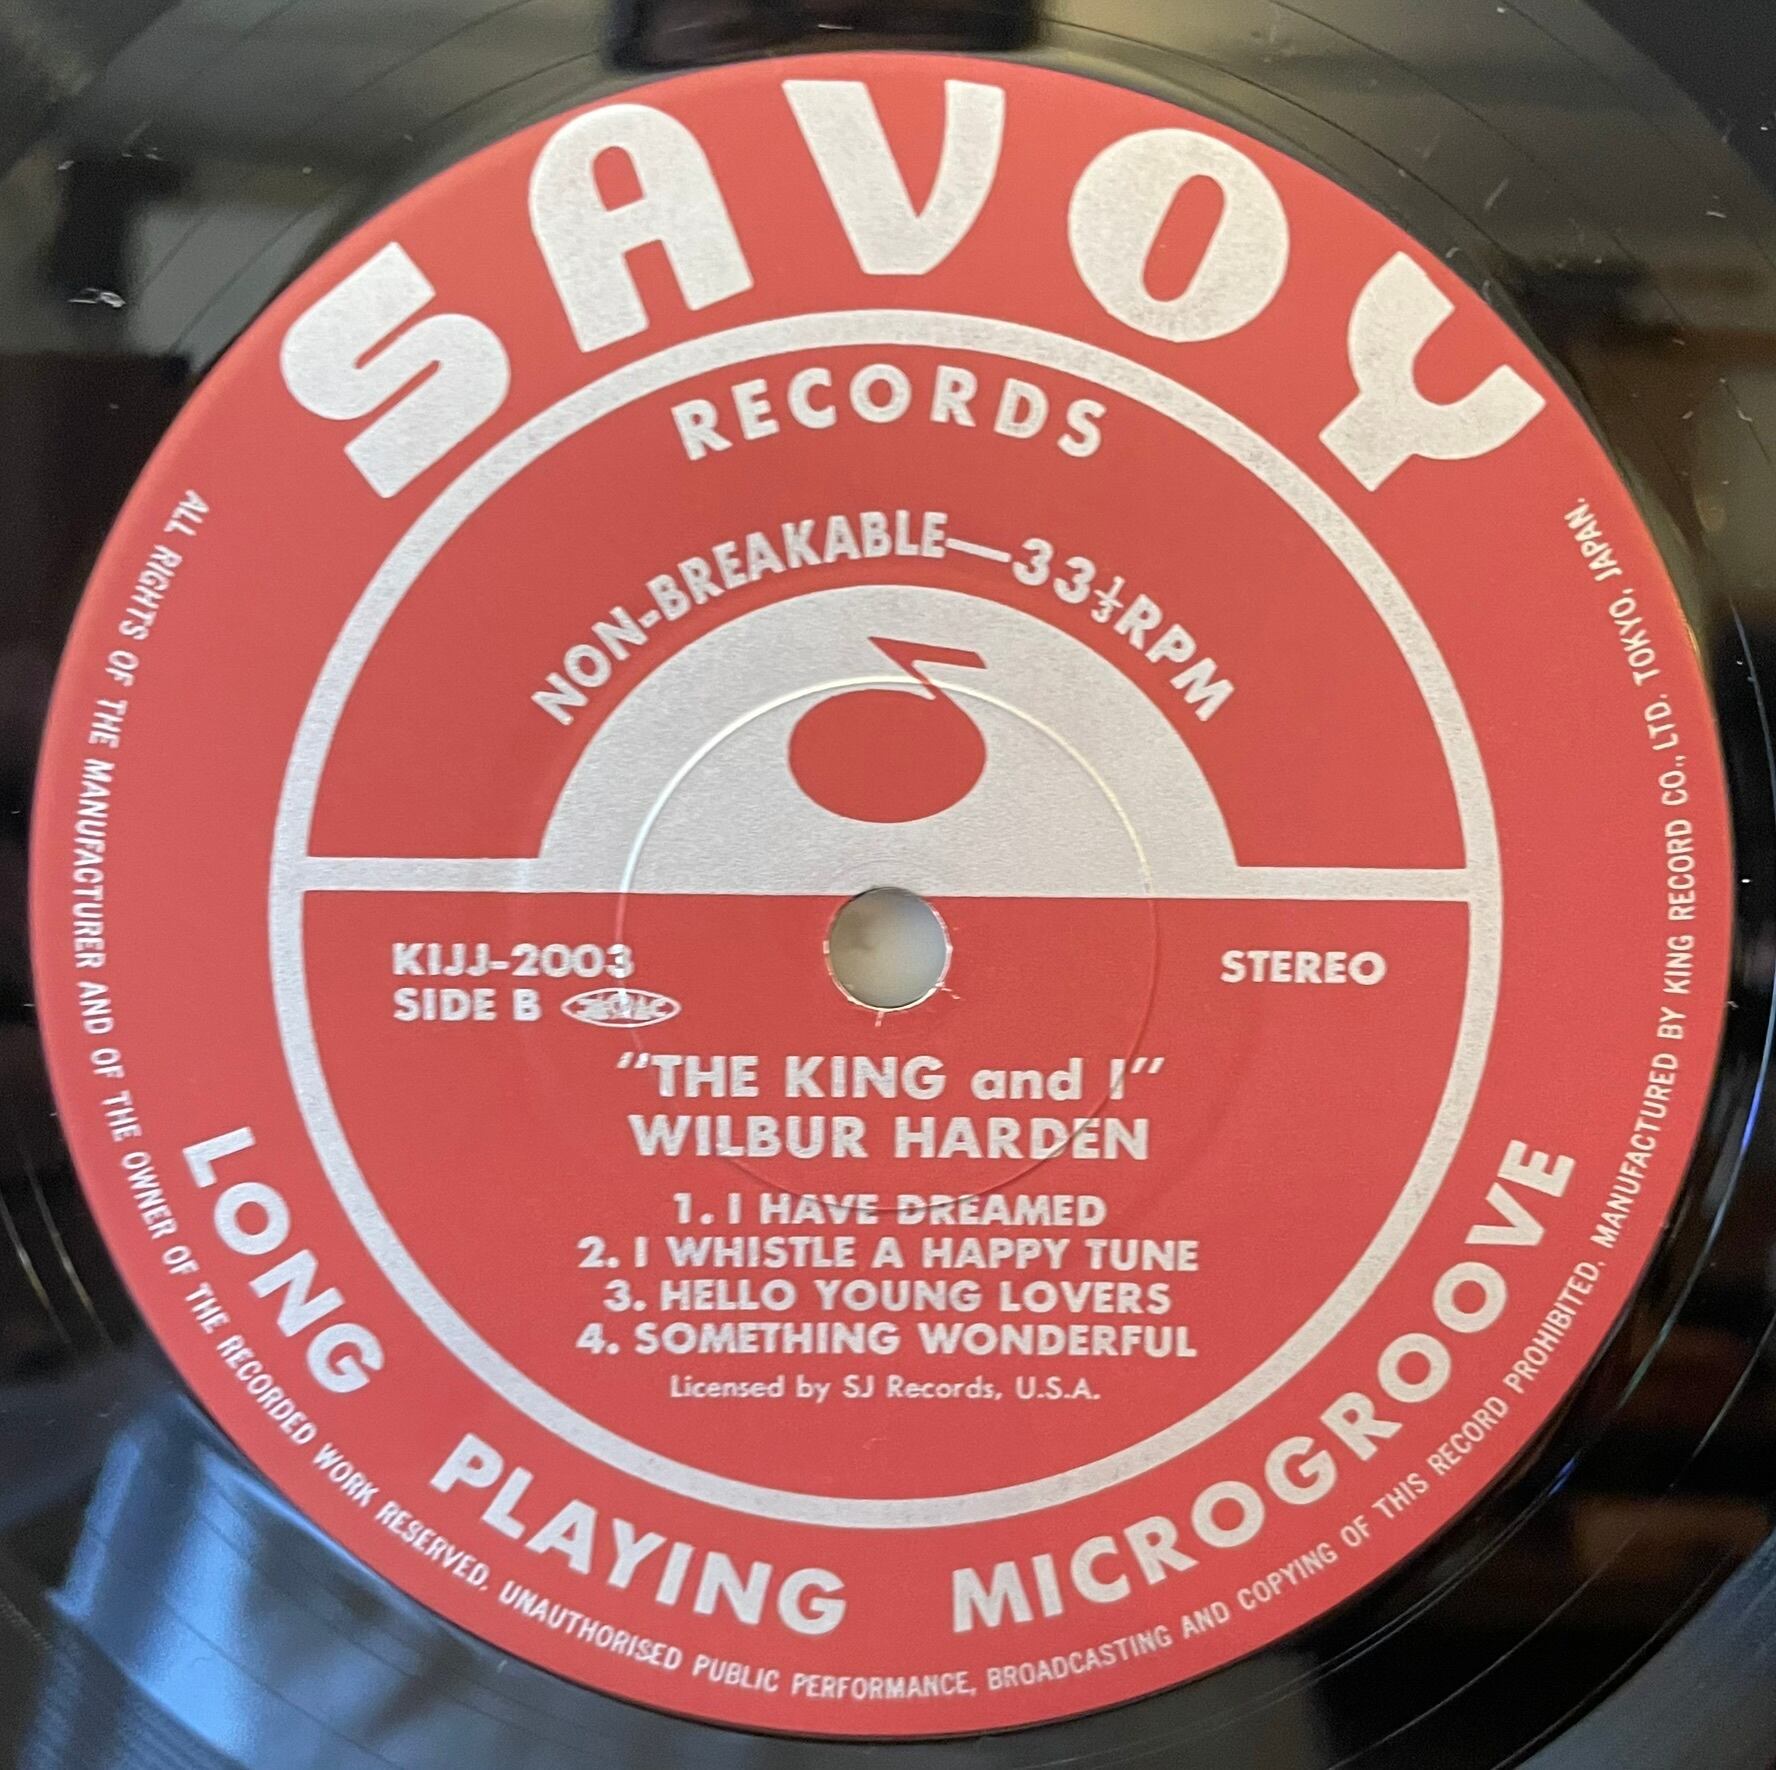 SAVOY
RECORDS
NON-BREAKABLE—33⅓RPM
KIJJ-2003
SIDE B
STEREO
"THE KING and I"
WILBUR HARDEN
1. I HAVE DREAMED
2. I WHISTLE A HAPPY TUNE
3. HELLO YOUNG LOVERS
4. SOMETHING WONDERFUL
Licensed by SJ Records, U.S.A.
LONG PLAYING MICROGROOVE
ALL RIGHTS OF THE MANUFACTURER AND OF THE OWNER OF THE RECORDED WORK RESERVED. UNAUTHORISED PUBLIC PERFORMANCE, BROADCASTING AND COPYING OF THIS RECORD PROHIBITED. MANUFACTURED BY KING RECORD CO., LTD. TOKYO, JAPAN.